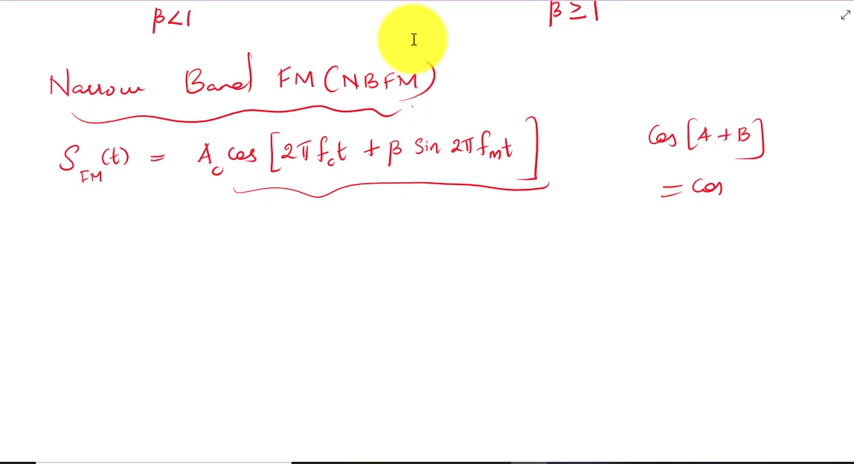 β<1
β ≥ 1
Narrow Band FM (NBFM)
S_FM(t) = A_c cos[2π f_c t + β sin 2π f_m t]
cos[A+B]
= cos